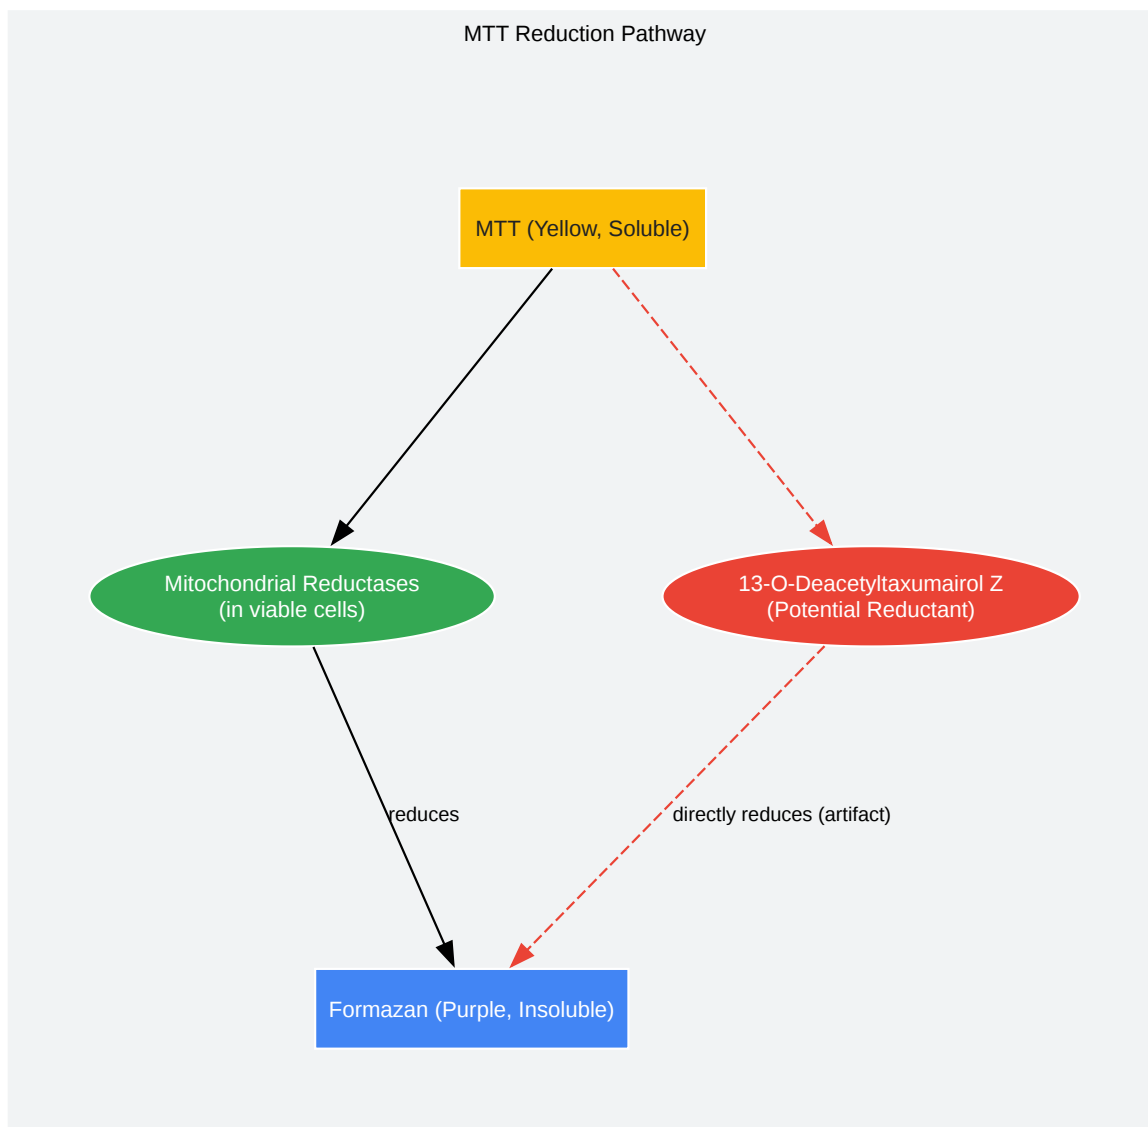 MTT Reduction Pathway
MTT (Yellow, Soluble)
Mitochondrial Reductases
(in viable cells)
13-O-Deacetyltaxumairol Z
(Potential Reductant)
reduces
directly reduces (artifact)
Formazan (Purple, Insoluble)